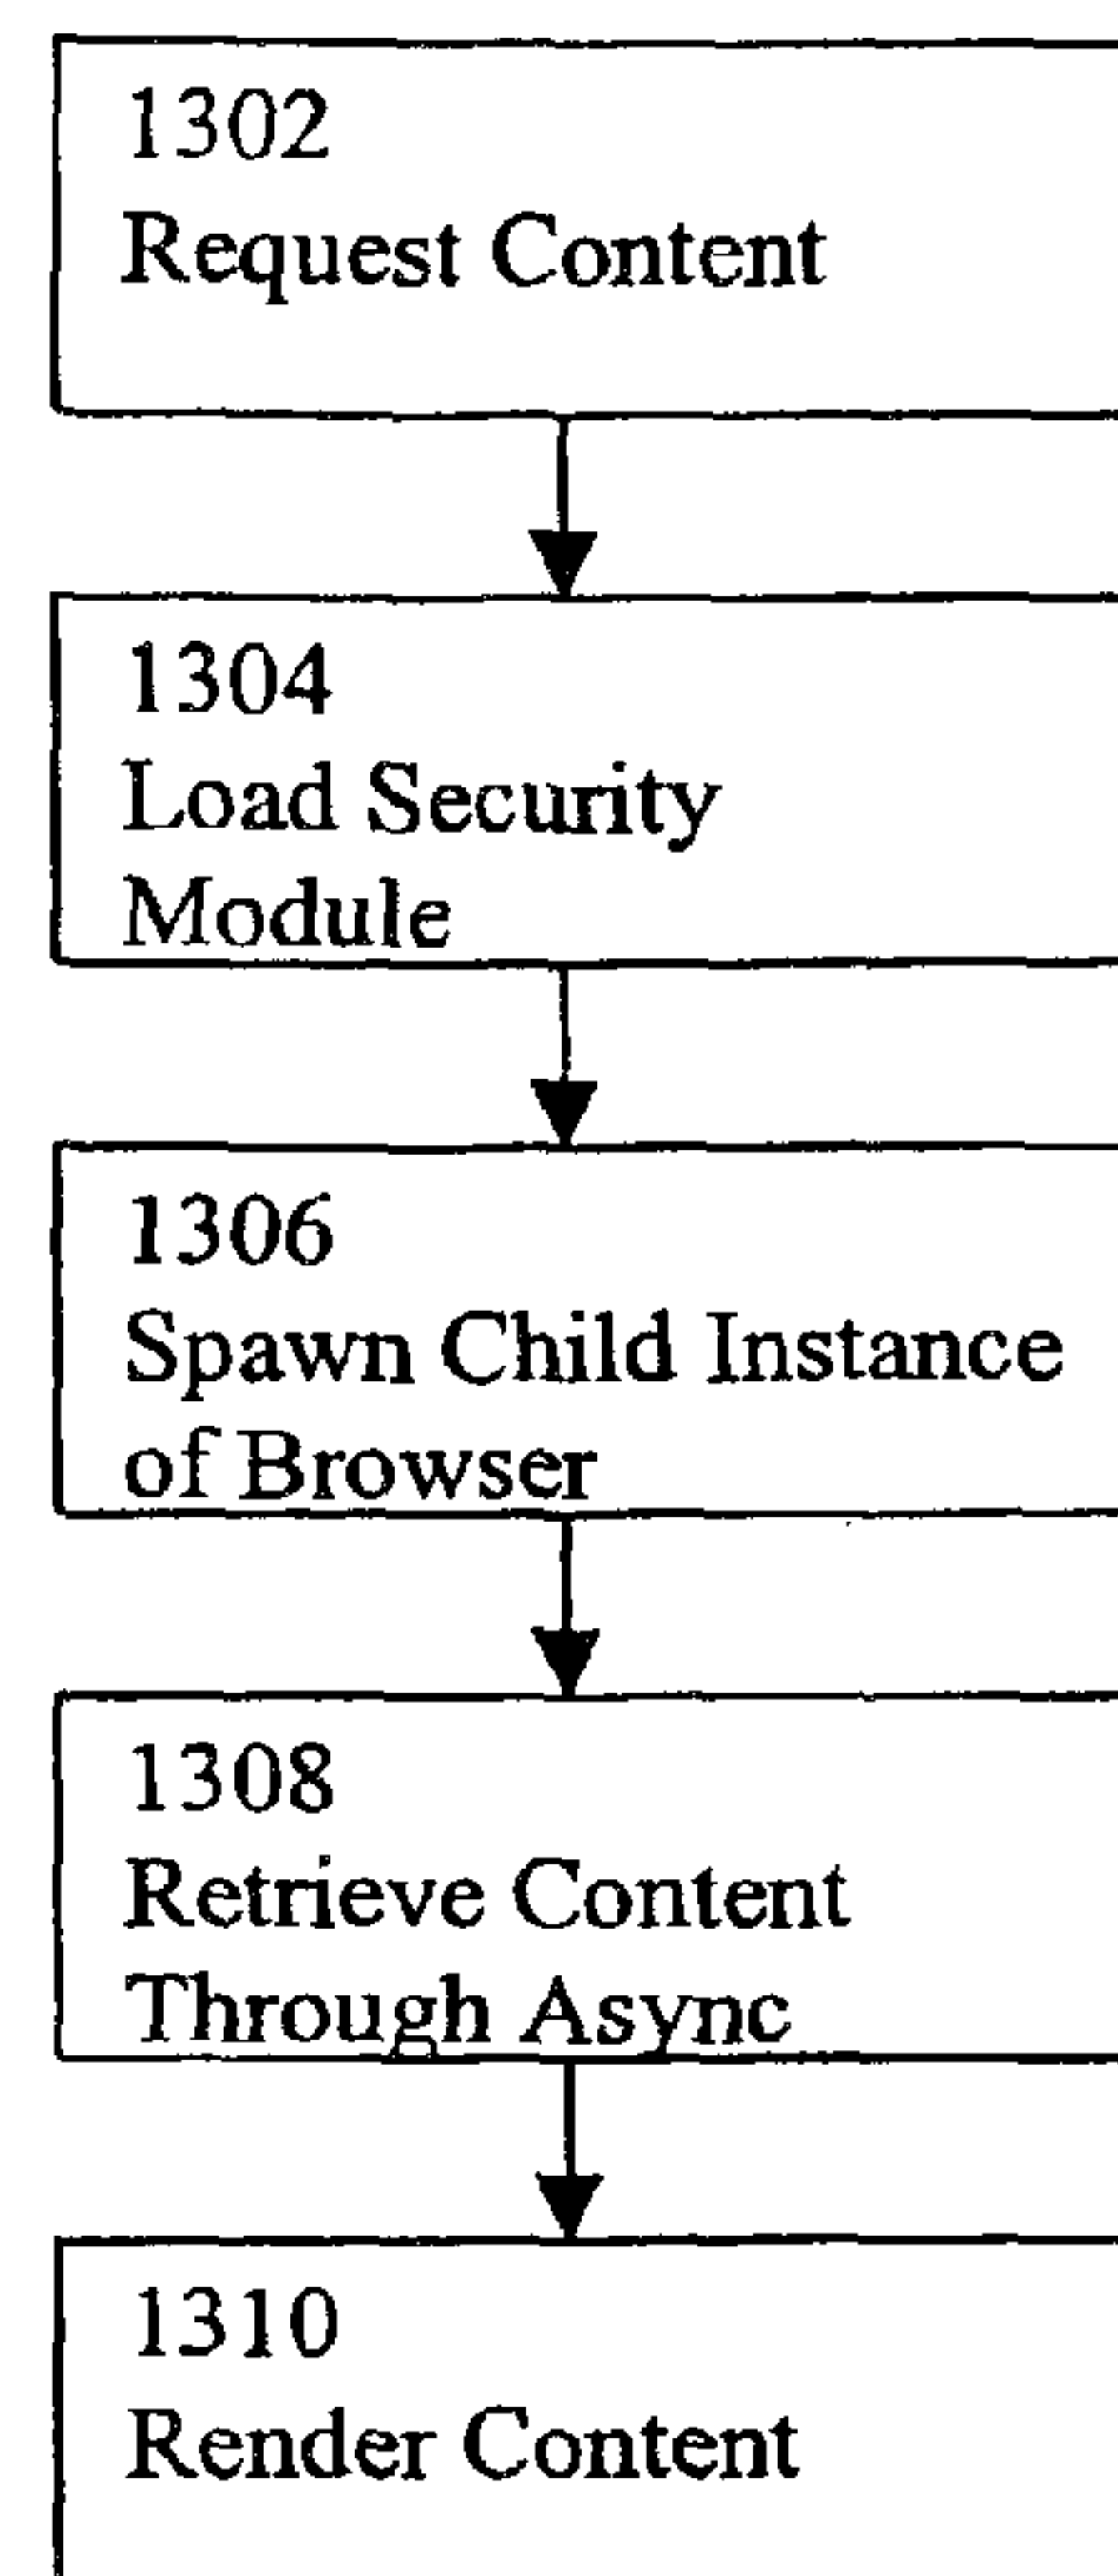 1302
Request Content
1304
Load Security
Module
1306
Spawn Child Instance
of Browser
1308
Retrieve Content
Through Async
1310
Render Content